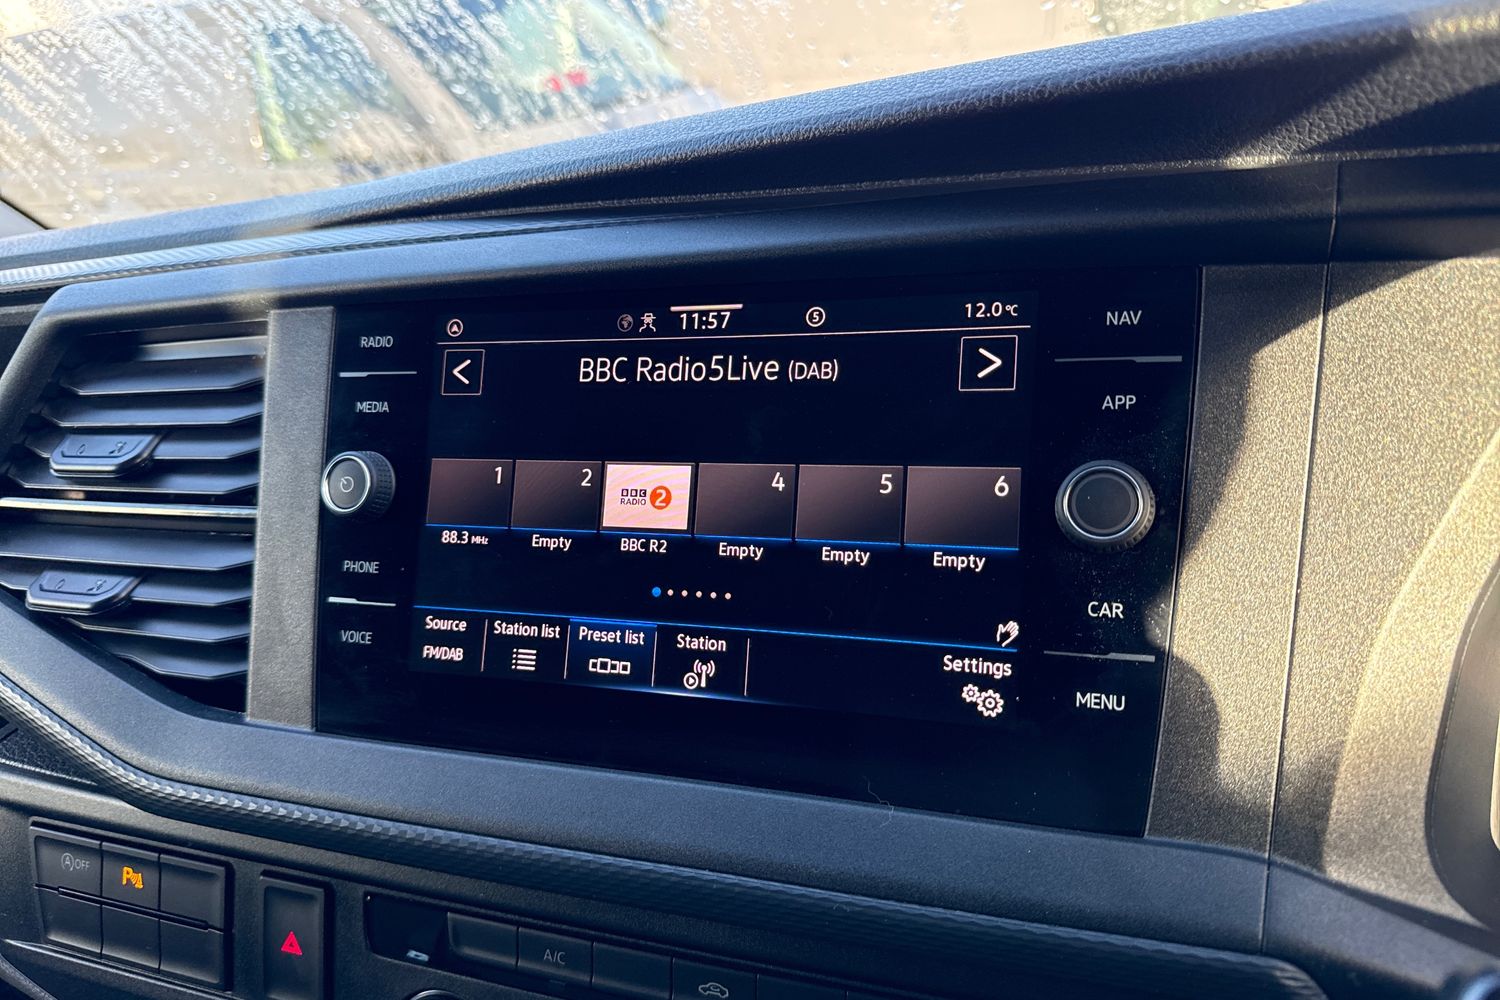 RADIO
MEDIA
PHONE
VOICE
11:57
5
12.0°C
<
BBC Radio5Live (DAB)
>
1
2
BBC
RADIO 2
4
5
6
88.3 MHz
Empty
BBC R2
Empty
Empty
Empty
Source
FM/DAB
Station list
Preset list
Station
Settings
NAV
APP
CAR
MENU
A OFF
P
A/C